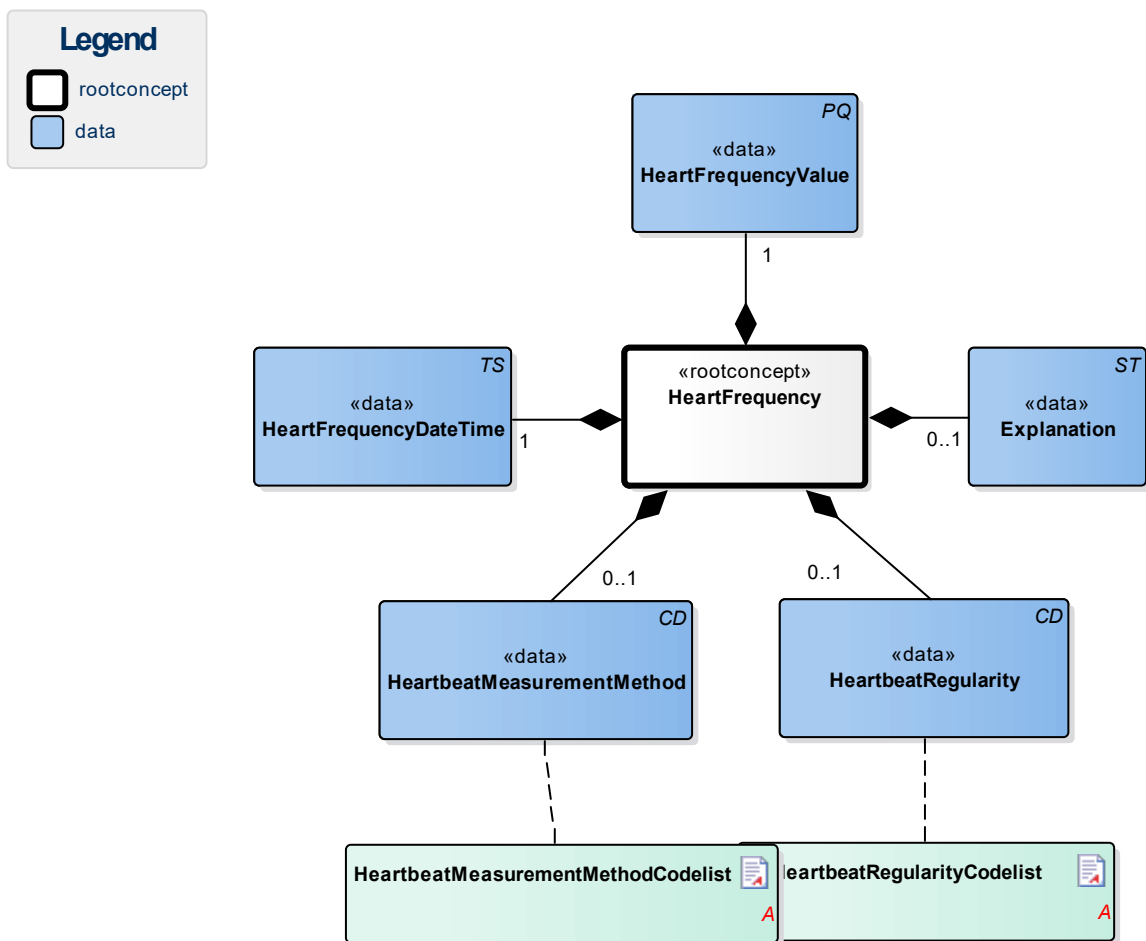 Legend
rootconcept
data
PQ
«data»
HeartFrequencyValue
1
TS
«data»
HeartFrequencyDateTime
1
«rootconcept»
HeartFrequency
ST
«data»
Explanation
0..1
0..1
0..1
CD
«data»
HeartbeatMeasurementMethod
CD
«data»
HeartbeatRegularity
HeartbeatMeasurementMethodCodelist
A
eartbeatRegularityCodelist
A